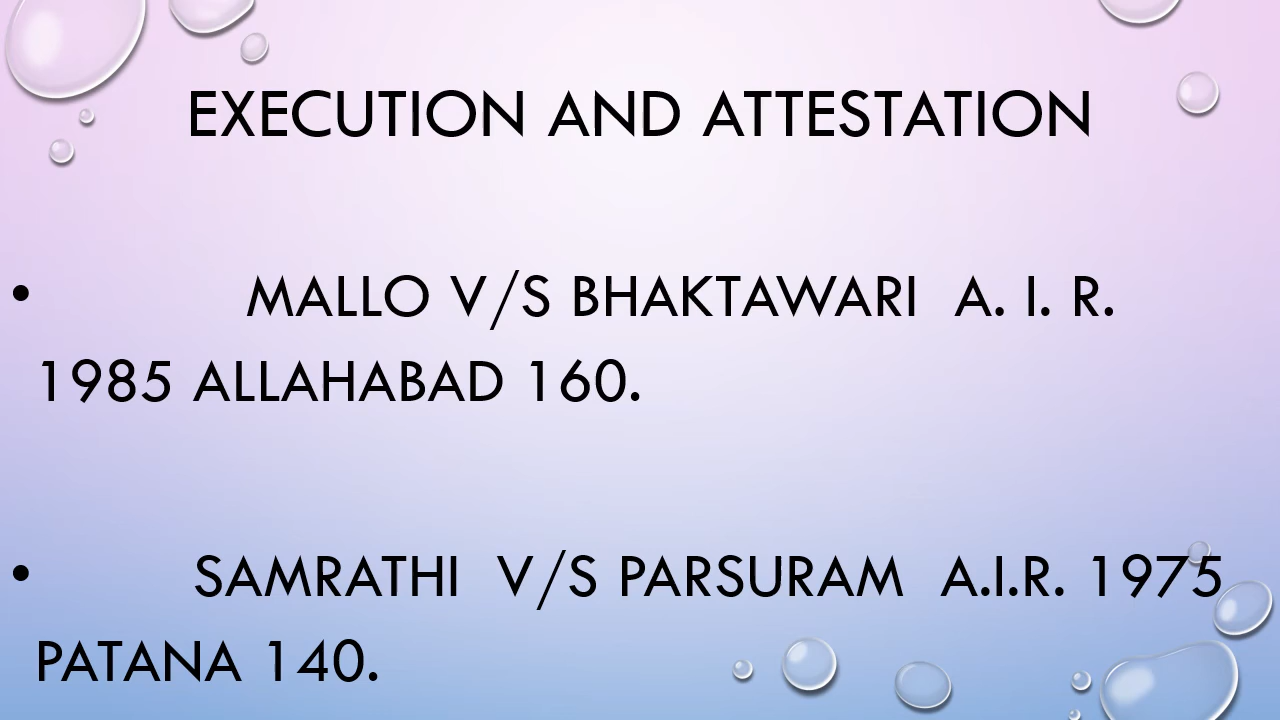 EXECUTION AND ATTESTATION
• MALLO V/S BHAKTAWARI A. I. R.
1985 ALLAHABAD 160.
• SAMRATHI V/S PARSURAM A.I.R. 1975
PATANA 140.